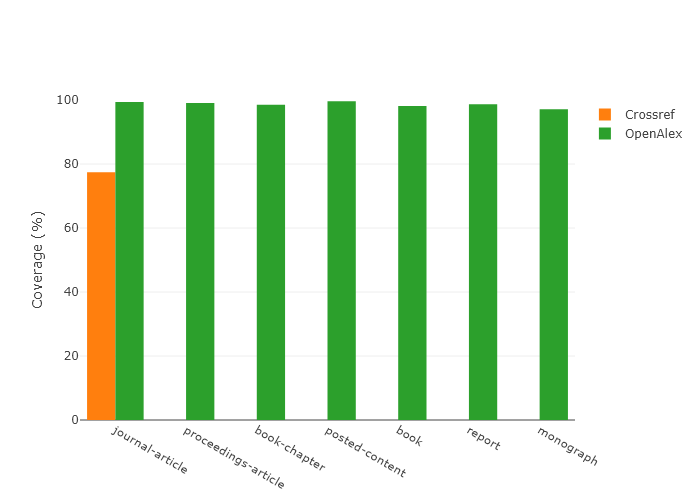 100
80
60
40
20
0
Coverage (%)
journal-article
proceedings-article
book-chapter
posted-content
book
report
monograph
Crossref
OpenAlex